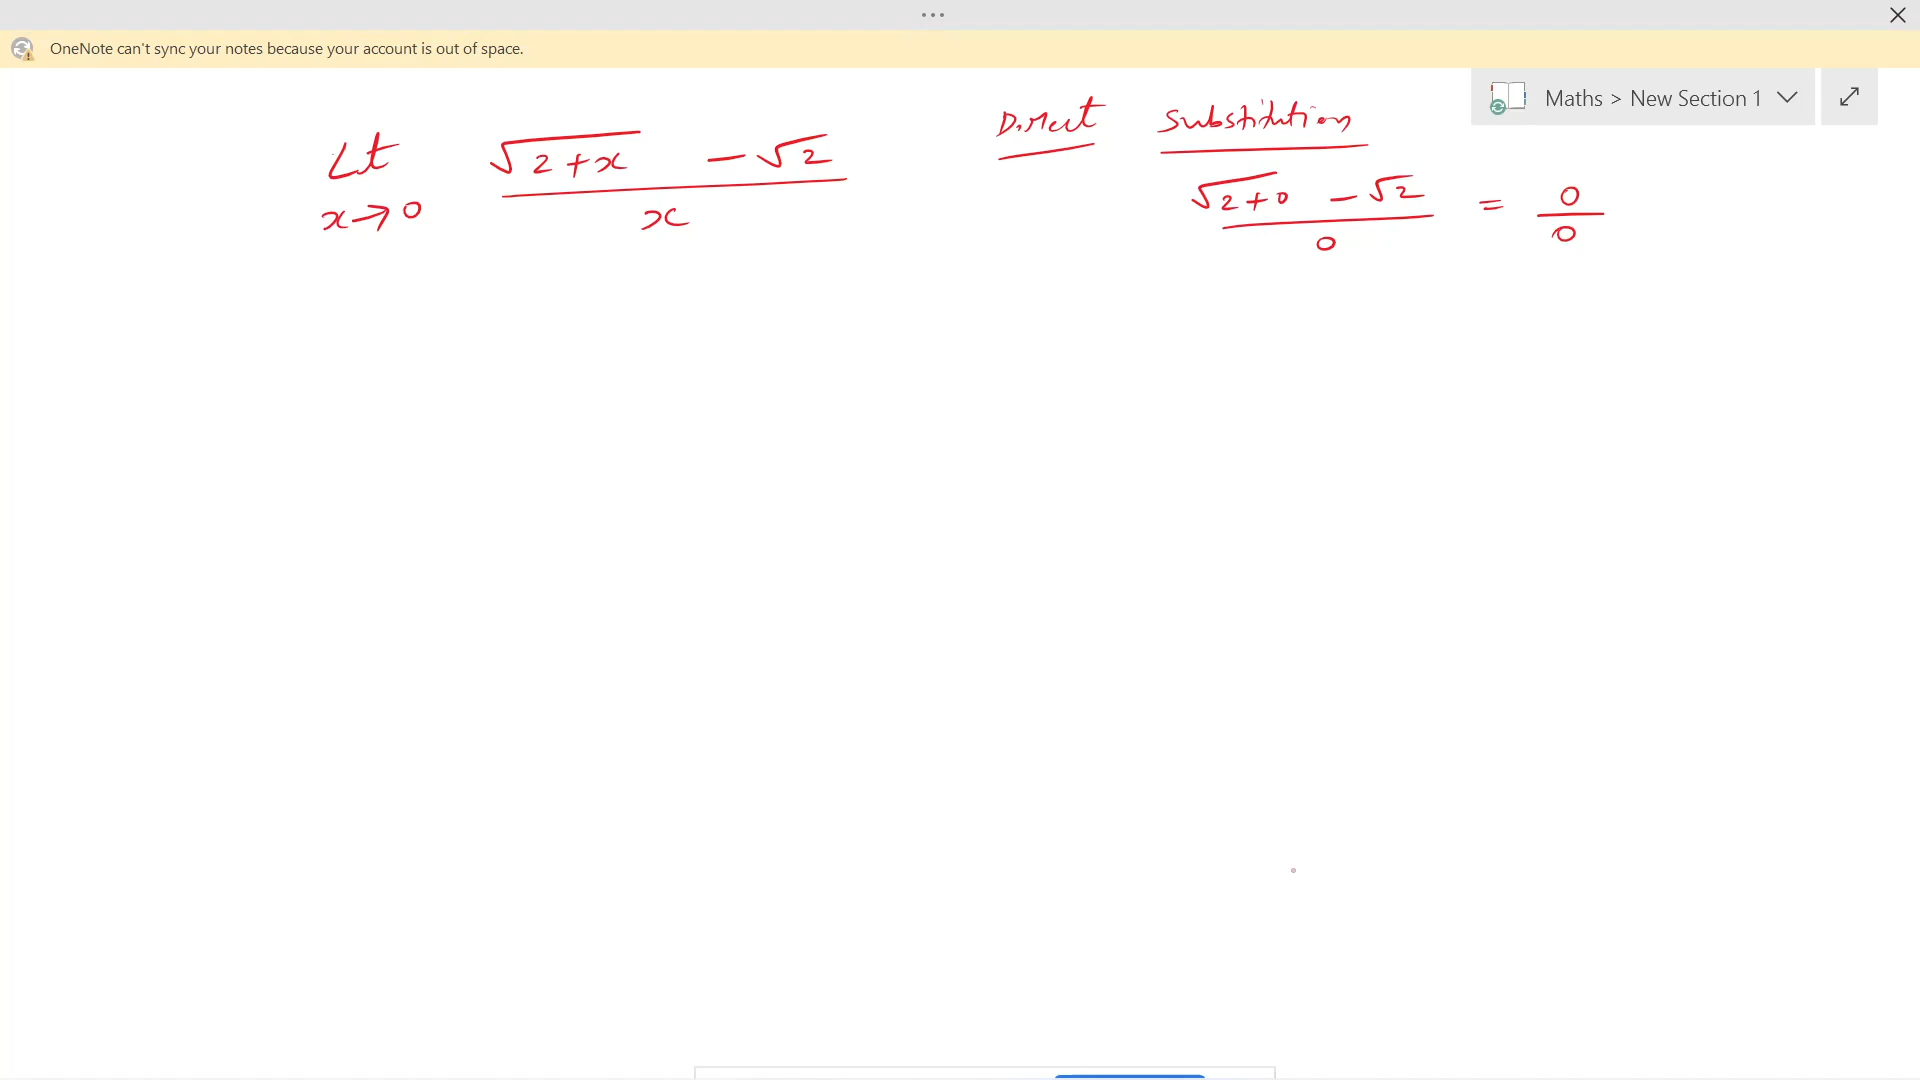 OneNote can't sync your notes because your account is out of space.
Maths > New Section 1
Lt x→0 (√2+x - √2) / x
Direct Substitution
(√2+0 - √2) / 0 = 0/0